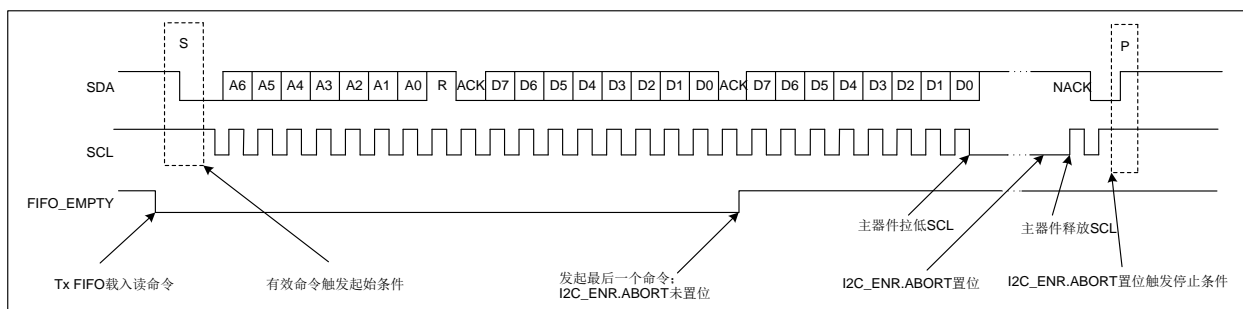 S P
SDA A6 A5 A4 A3 A2 A1 A0 R ACK D7 D6 D5 D4 D3 D2 D1 D0 ACK D7 D6 D5 D4 D3 D2 D1 D0 NACK
SCL
FIFO_EMPTY
主器件拉低SCL 主器件释放SCL
Tx FIFO载入读命令 有效命令触发起始条件 发起最后一个命令;
I2C_ENR.ABORT未置位 I2C_ENR.ABORT置位 I2C_ENR.ABORT置位触发停止条件